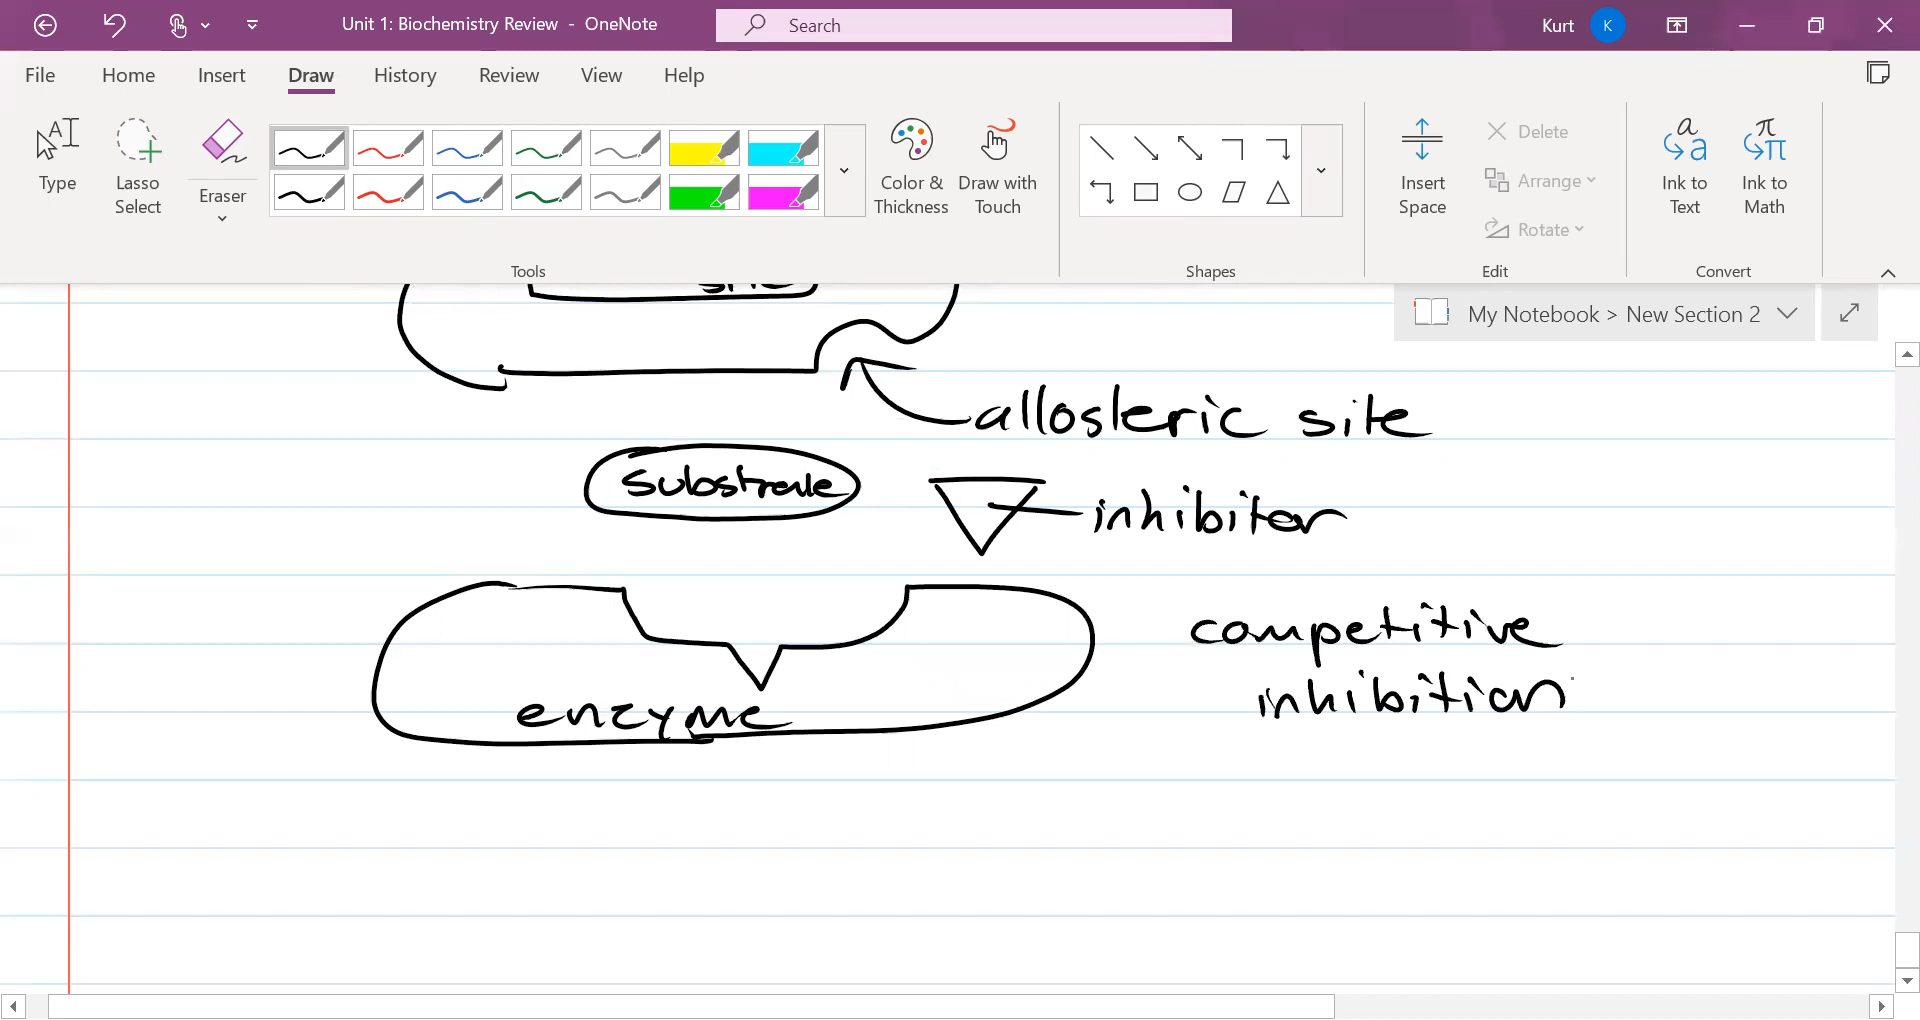 Unit 1: Biochemistry Review - OneNote
Search
Kurt
K
File Home Insert Draw History Review View Help
Type
Lasso Select
Eraser
Color & Thickness
Draw with Touch
Insert Space
Delete
Arrange
Rotate
Ink to Text
Ink to Math
Tools
Shapes
Edit
Convert
My Notebook > New Section 2
site
allosteric site
substrate
inhibitor
competitive
inhibition
enzyme